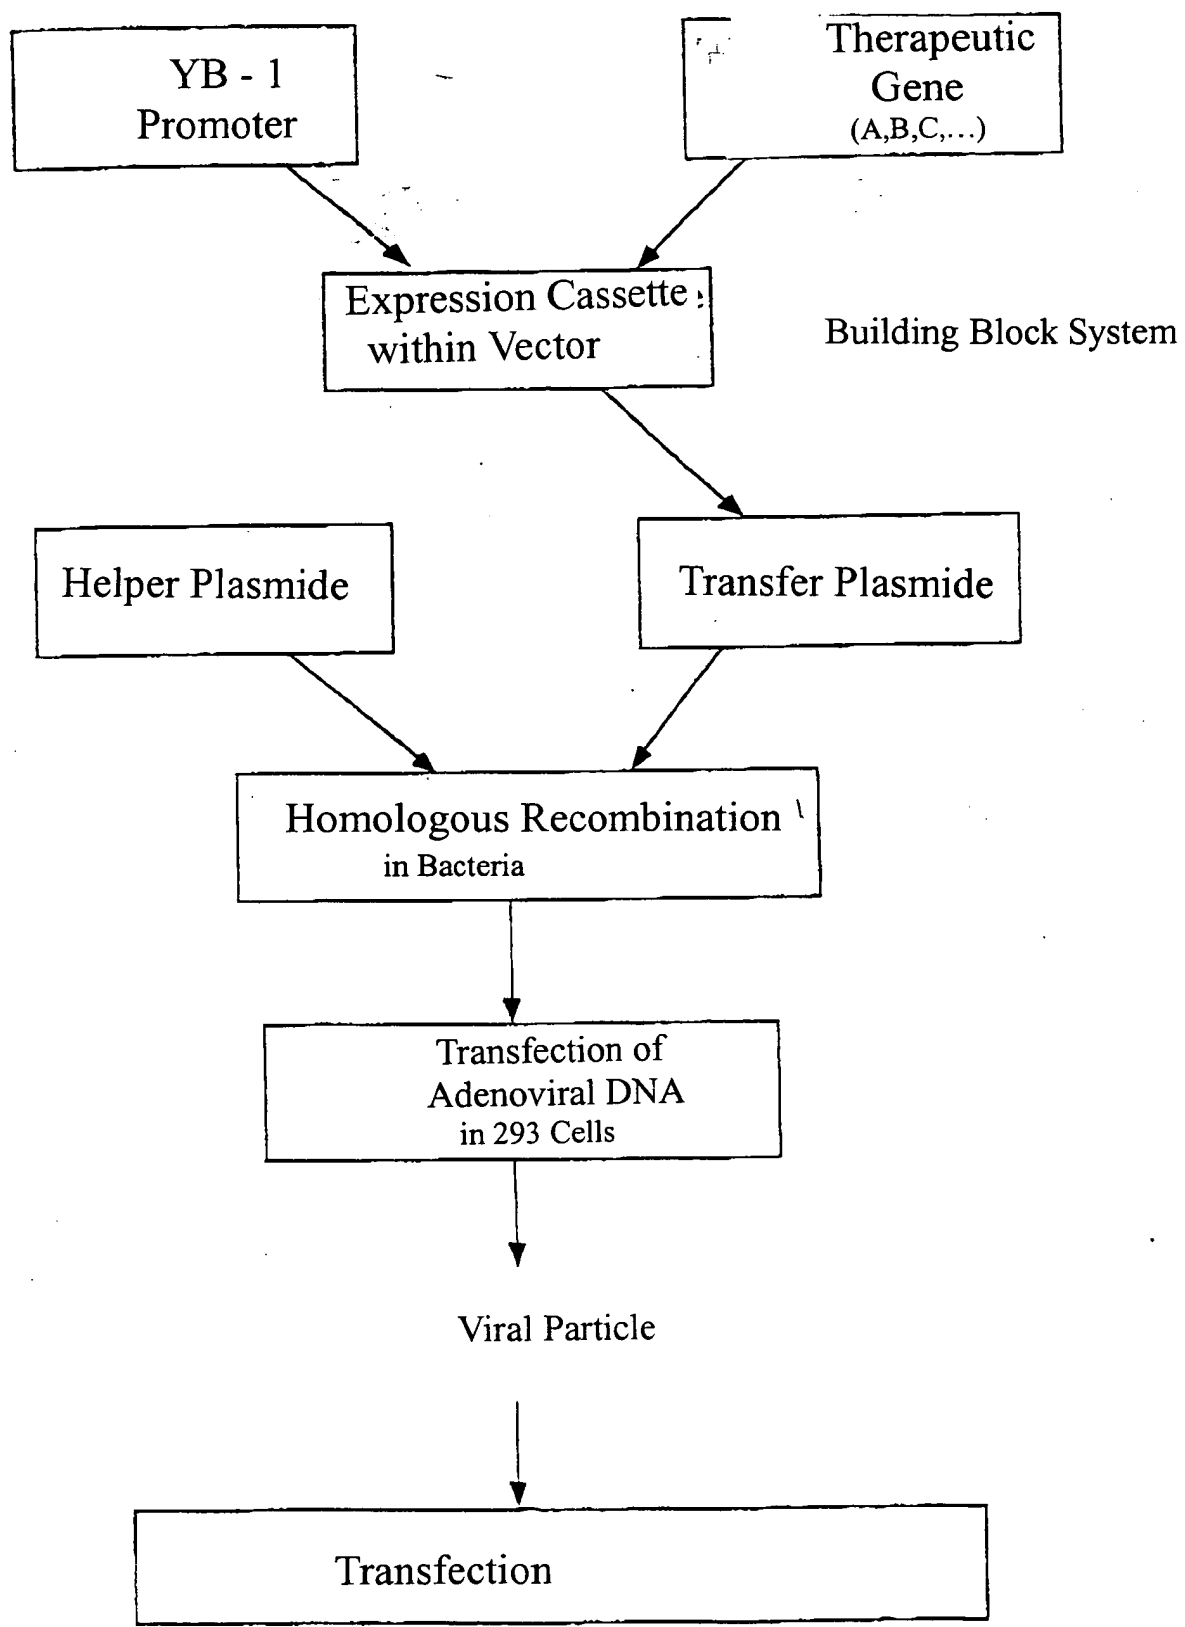 YB - 1
Promoter
Therapeutic
Gene
(A,B,C,...)
Expression Cassette
within Vector
Building Block System
Helper Plasmide
Transfer Plasmide
Homologous Recombination
in Bacteria
Transfection of
Adenoviral DNA
in 293 Cells
Viral Particle
Transfection